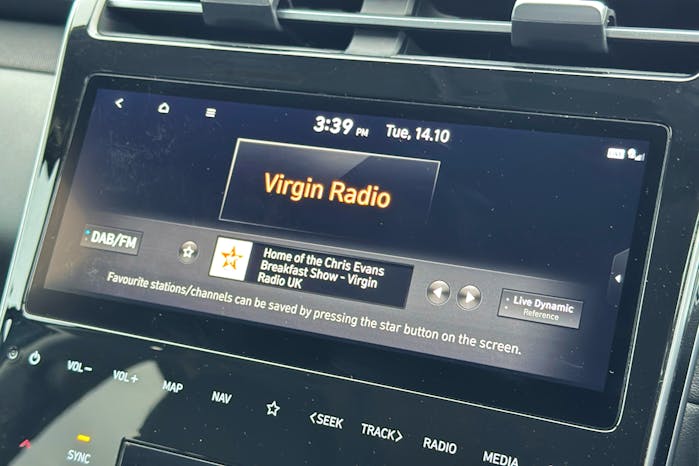 3:39 PM Tue, 14.10
Virgin Radio
DAB/FM
Home of the Chris Evans
Breakfast Show - Virgin
Radio UK
Live Dynamic
Reference
Favourite stations/channels can be saved by pressing the star button on the screen.
VOL- VOL+ MAP NAV <SEEK TRACK> RADIO MEDIA
SYNC